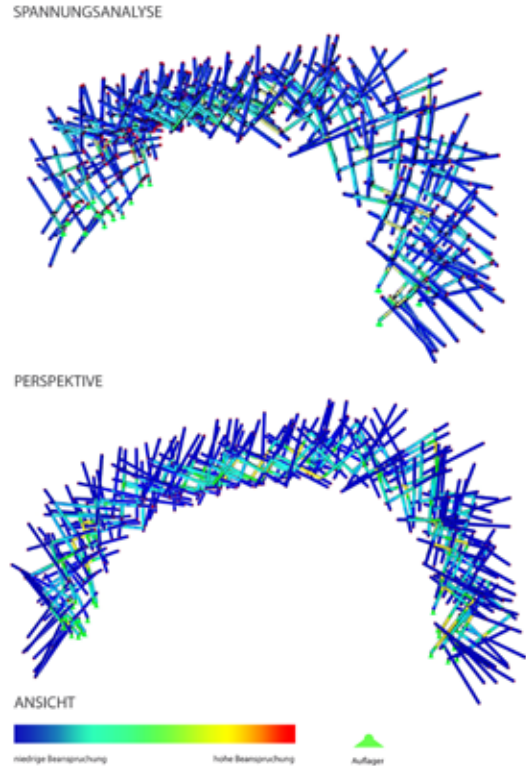 SPANNUNGSANALYSE
PERSPEKTIVE
ANSICHT
niedrige Beanspruchung hohe Beanspruchung Auflager